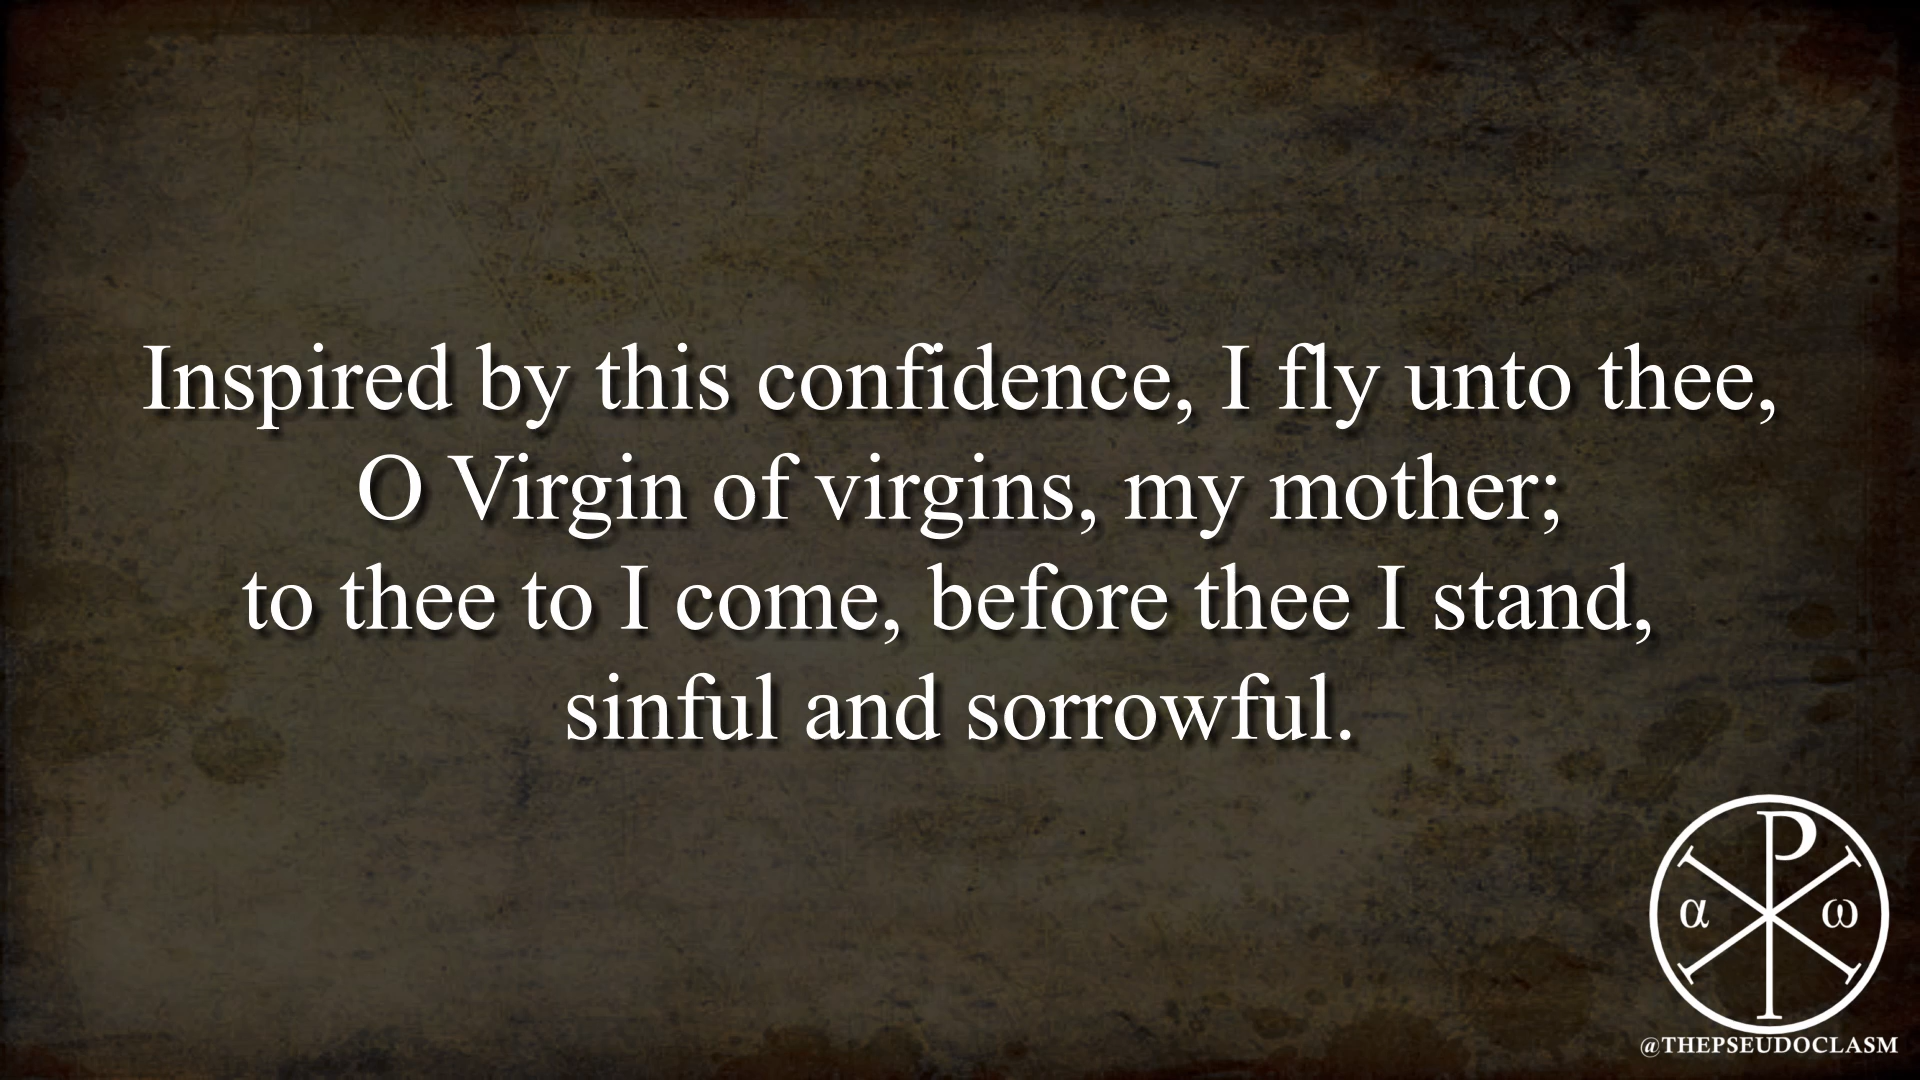 Inspired by this confidence, I fly unto thee,
O Virgin of virgins, my mother;
to thee to I come, before thee I stand,
sinful and sorrowful.
P
α ω
@THEPSEUDOCLASM